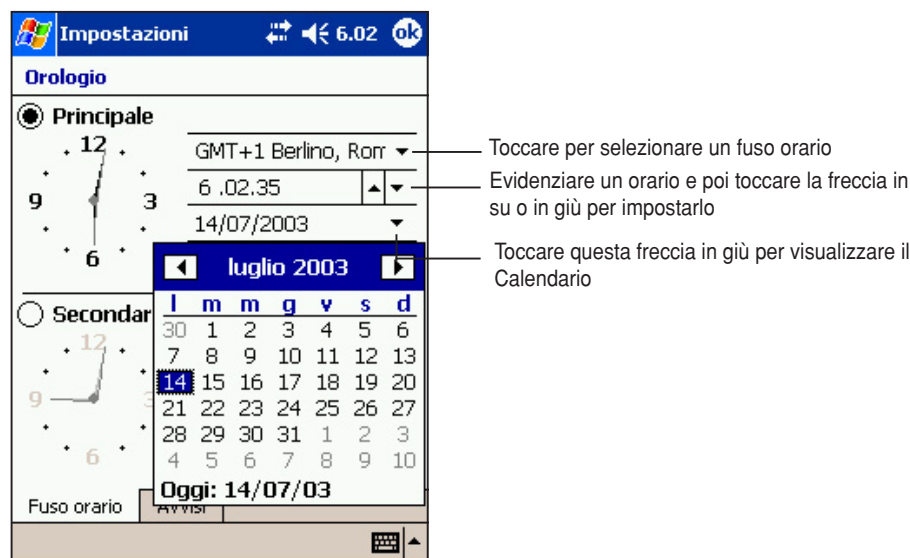 Impostazioni 6.02 ok
Orologio
Principale
12
9 3
6
GMT+1 Berlino, Rom
6 .02.35
14/07/2003
luglio 2003
l m m g v s d
30 1 2 3 4 5 6
7 8 9 10 11 12 13
14 15 16 17 18 19 20
21 22 23 24 25 26 27
28 29 30 31 1 2 3
4 5 6 7 8 9 10
Oggi: 14/07/03
Secondar
12
9 3
6
Fuso orario Avvisi
Toccare per selezionare un fuso orario
Evidenziare un orario e poi toccare la freccia in
su o in giù per impostarlo
Toccare questa freccia in giù per visualizzare il
Calendario